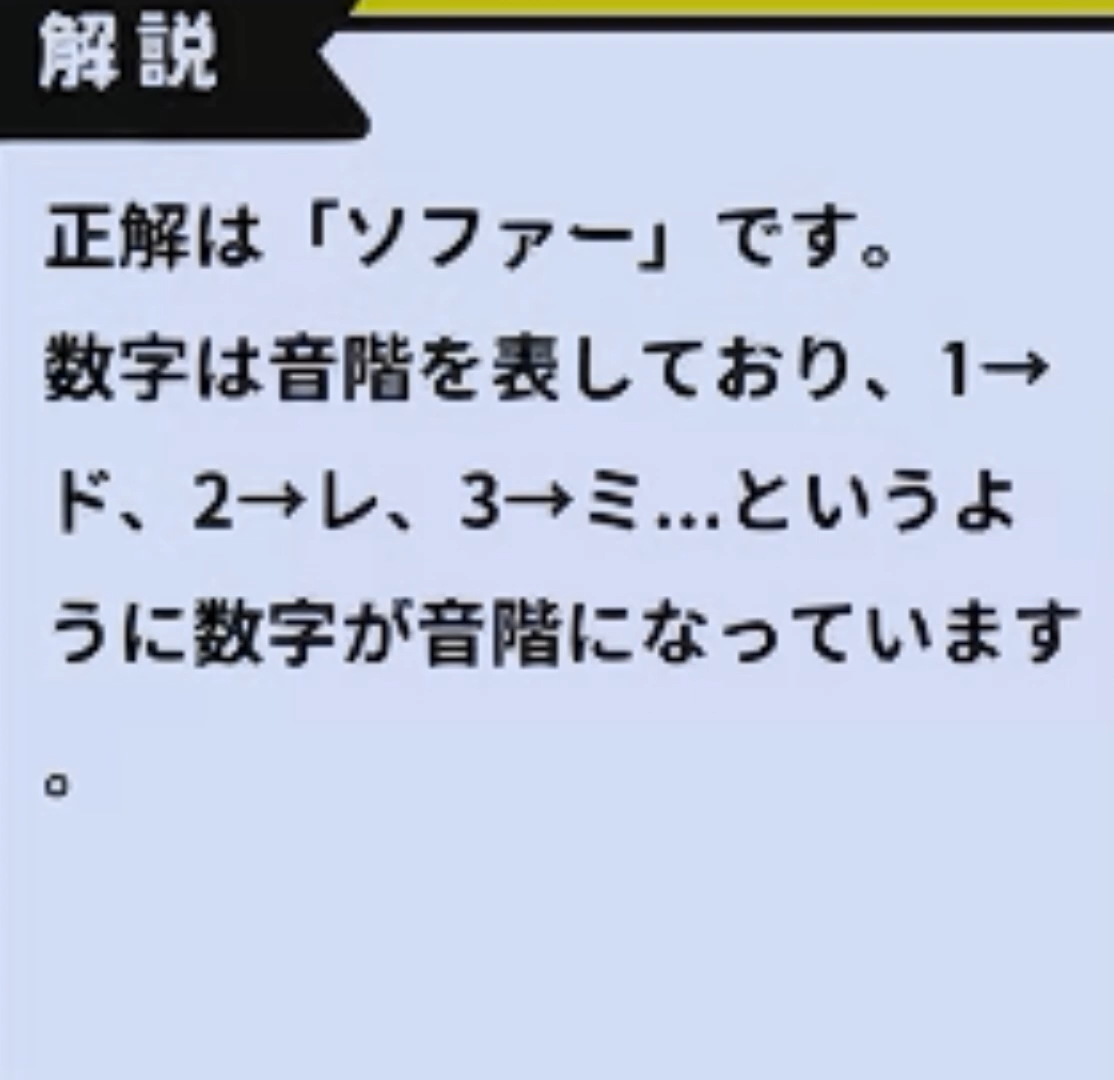 解説
正解は「ソファー」です。
数字は音階を表しており、1→
ド、2→レ、3→ミ...というよ
うに数字が音階になっています
。